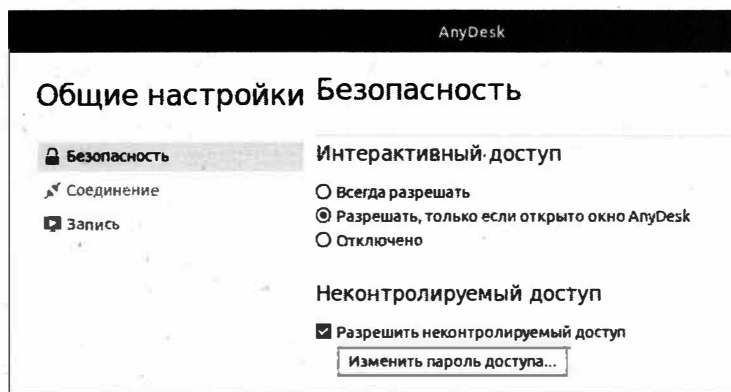 AnyDesk
Общие настройки
Безопасность
Соединение
Запись
Безопасность
Интерактивный доступ
Всегда разрешать
Разрешать, только если открыто окно AnyDesk
Отключено
Неконтролируемый доступ
Разрешить неконтролируемый доступ
Изменить пароль доступа...